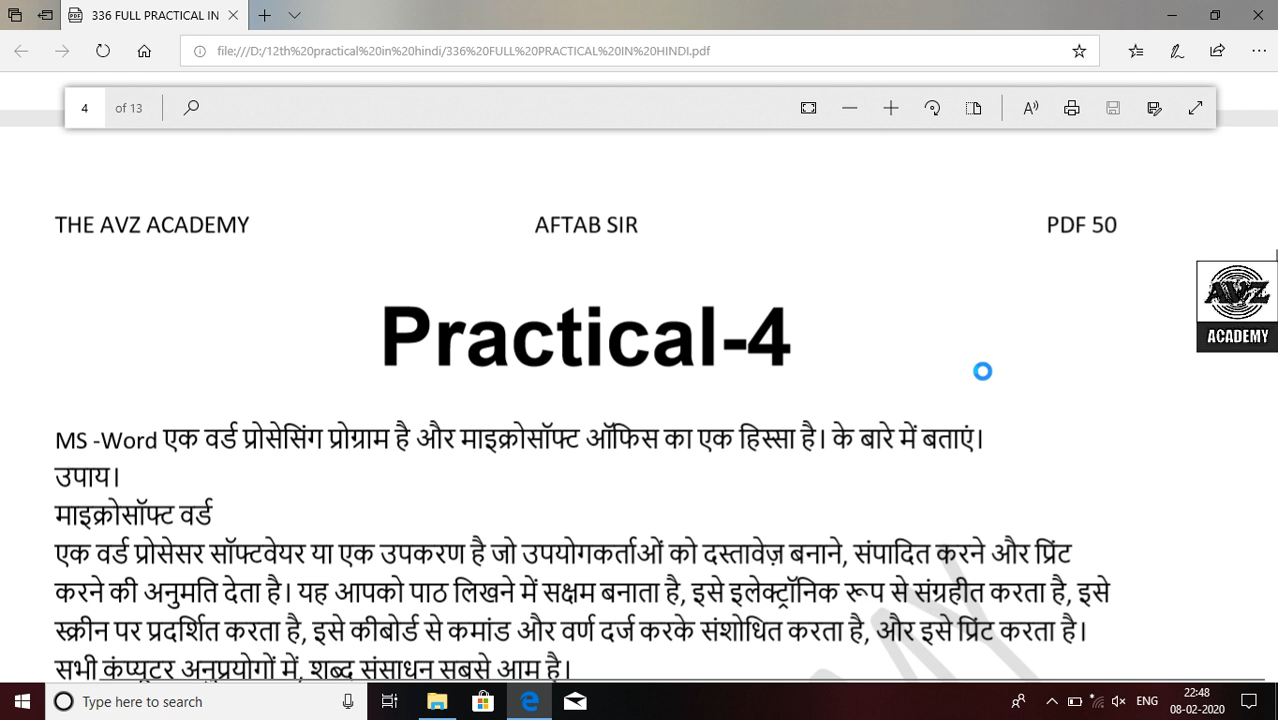 336 FULL PRACTICAL IN
file:///D:/12th%20practical%20in%20hindi/336%20FULL%20PRACTICAL%20IN%20HINDI.pdf
4 of 13
THE AVZ ACADEMY AFTAB SIR PDF 50
AVZ
ACADEMY
Practical-4
MS -Word एक वर्ड प्रोसेसिंग प्रोग्राम है और माइक्रोसॉफ्ट ऑफिस का एक हिस्सा है। के बारे में बताएं।
उपाय।
माइक्रोसॉफ्ट वर्ड
एक वर्ड प्रोसेसर सॉफ्टवेयर या एक उपकरण है जो उपयोगकर्ताओं को दस्तावेज़ बनाने, संपादित करने और प्रिंट
करने की अनुमति देता है। यह आपको पाठ लिखने में सक्षम बनाता है, इसे इलेक्ट्रॉनिक रूप से संग्रहीत करता है, इसे
स्क्रीन पर प्रदर्शित करता है, इसे कीबोर्ड से कमांड और वर्ण दर्ज करके संशोधित करता है, और इसे प्रिंट करता है।
सभी कंप्यूटर अनुप्रयोगों में, शब्द संसाधन सबसे आम है।
Type here to search
ENG
22:48
08-02-2020